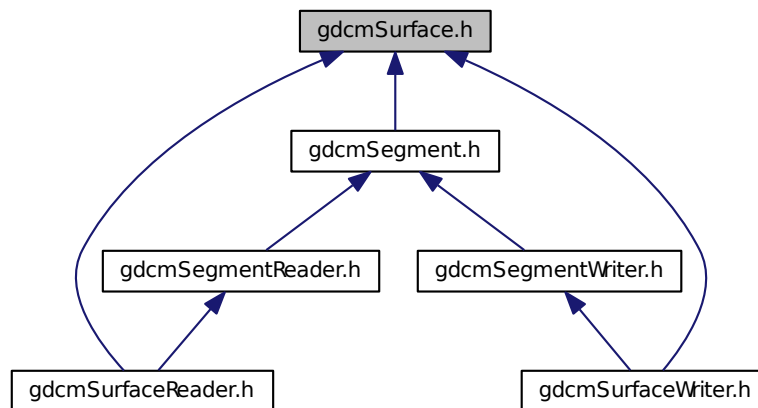 gdcmSurface.h
gdcmSegment.h
gdcmSegmentReader.h
gdcmSegmentWriter.h
gdcmSurfaceReader.h
gdcmSurfaceWriter.h